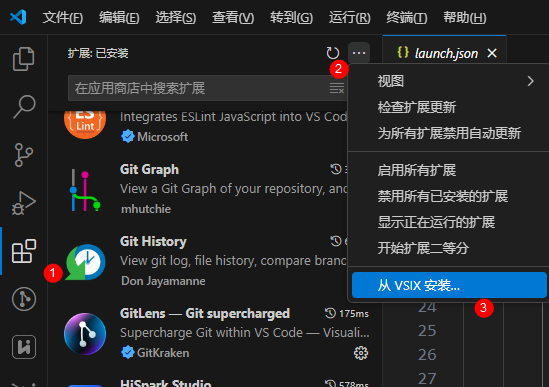 文件(F) 编辑(E) 选择(S) 查看(V) 转到(G) 运行(R) 终端(T) 帮助(H)
扩展: 已安装
2
{} launch.json
在应用商店中搜索扩展
ES
Lint
Integrates ESLint JavaScript into VS Cod
Microsoft
Git Graph
View a Git Graph of your repository, and
mhutchie
Git History
View git log, file history, compare branc
Don Jayamanne
1
GitLens — Git supercharged 175ms
Supercharge Git within VS Code — Visuali...
GitKraken
HiSpark Studio 578ms
视图
检查扩展更新
为所有扩展禁用自动更新
启用所有扩展
禁用所有已安装的扩展
显示正在运行的扩展
开始扩展二等分
从 VSIX 安装...
3
24
25
26
27